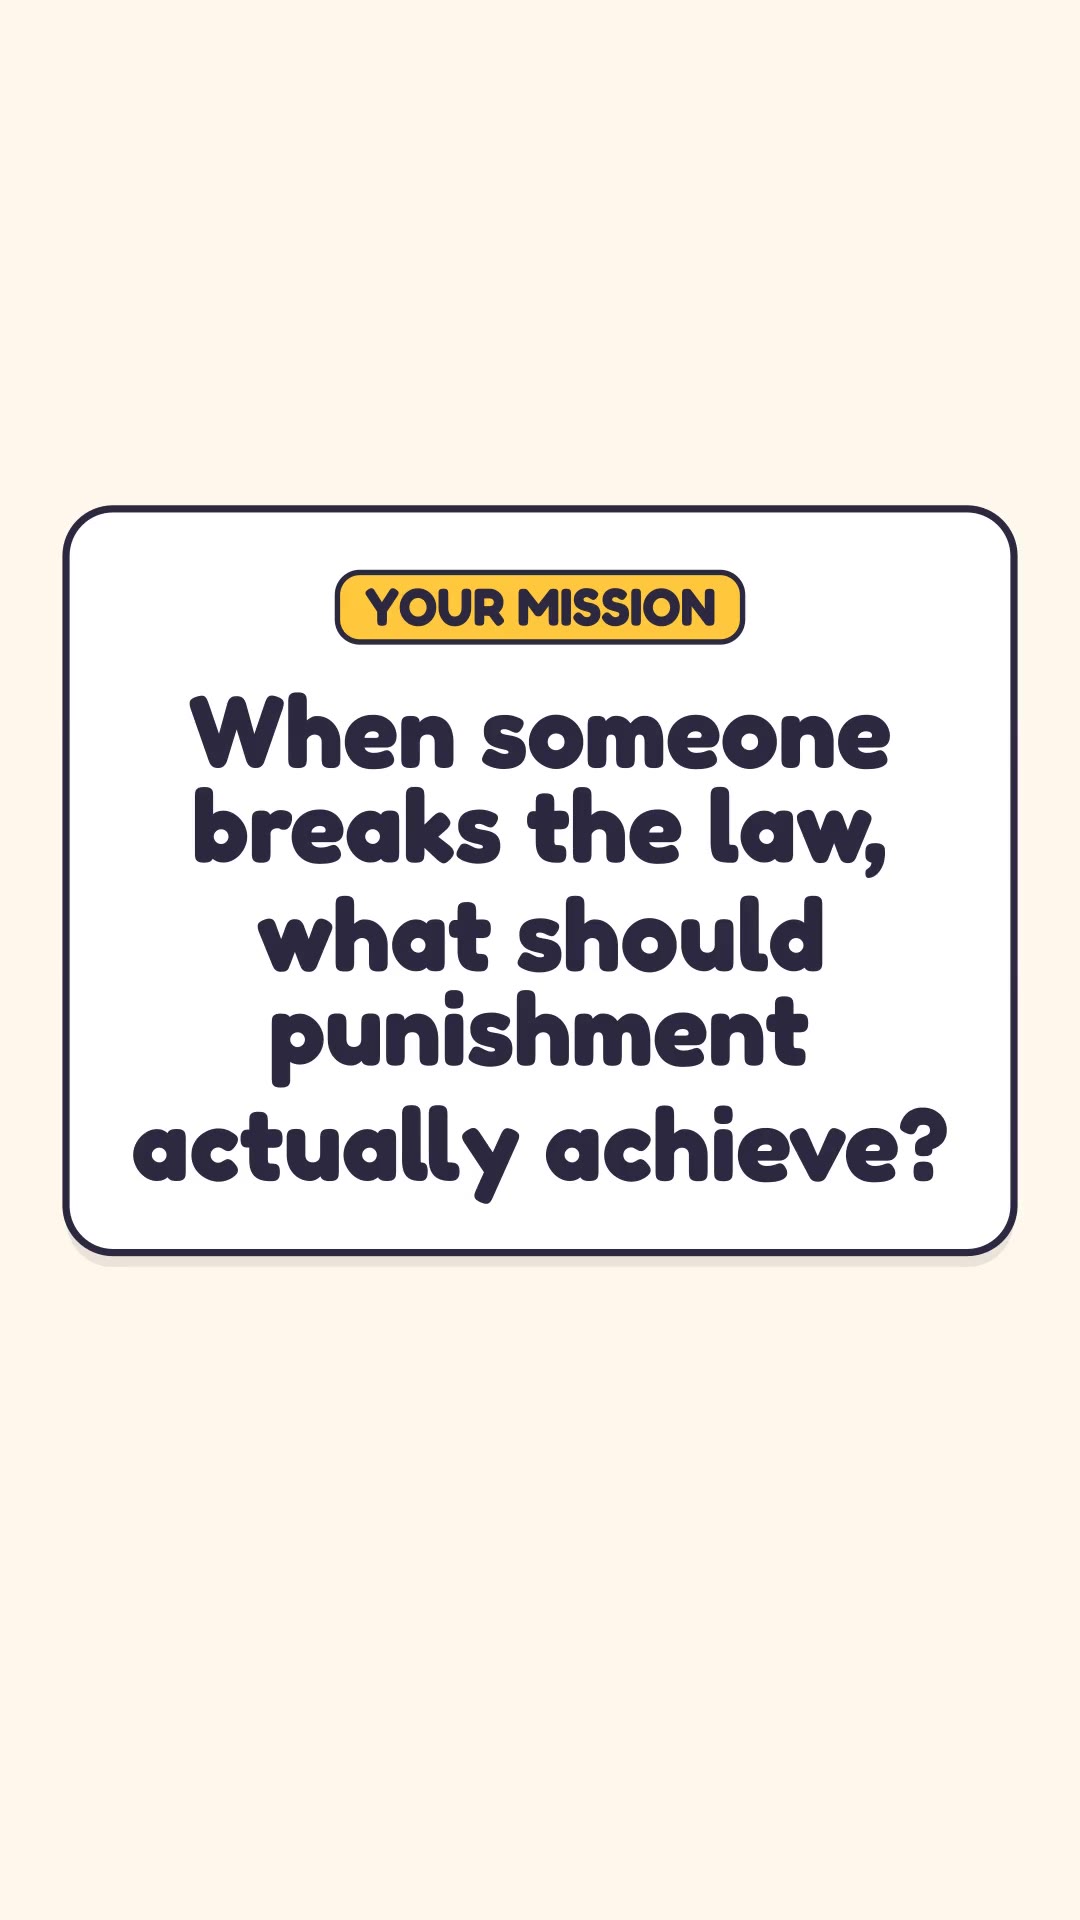 YOUR MISSION
When someone
breaks the law,
what should
punishment
actually achieve?